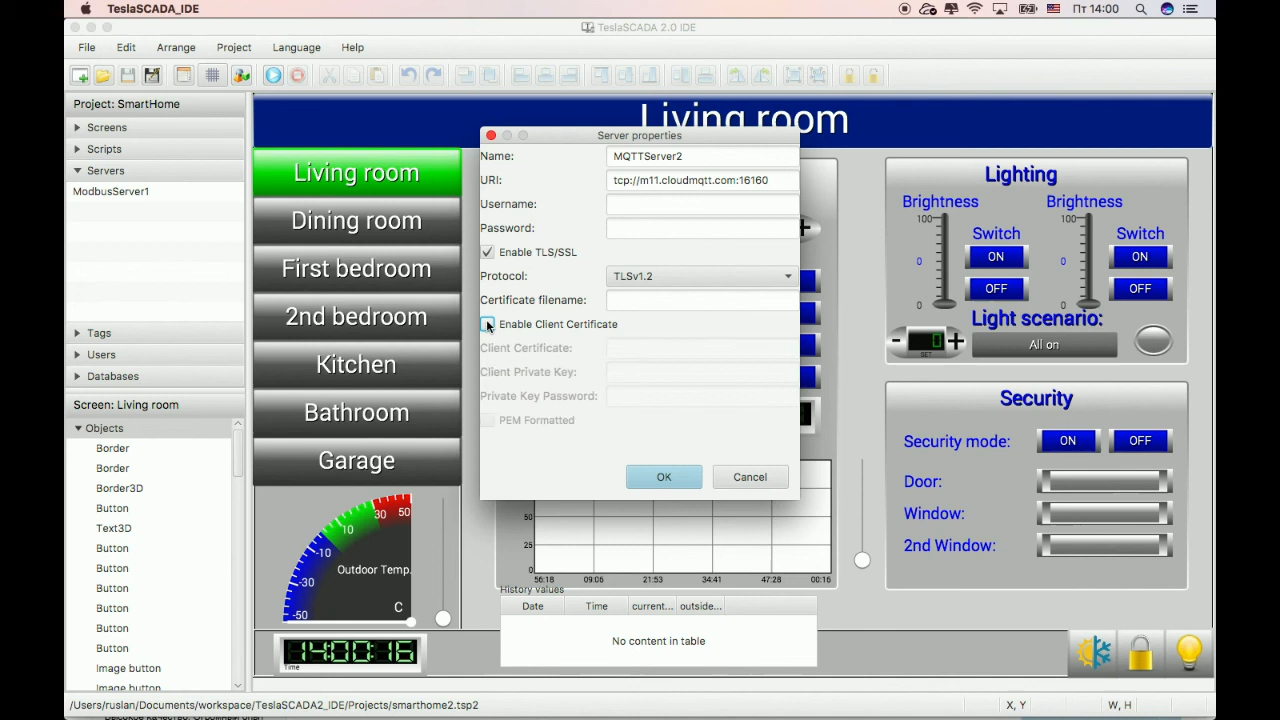 TeslaSCADA_IDE
Пт 14:00
TeslaSCADA 2.0 IDE
File Edit Arrange Project Language Help
Project: SmartHome
Screens
Scripts
Servers
ModbusServer1
Tags
Users
Databases
Screen: Living room
Objects
Border
Border
Border3D
Button
Text3D
Button
Button
Button
Button
Button
Button
Image button
Image button
Living room
Living room
Dining room
First bedroom
2nd bedroom
Kitchen
Bathroom
Garage
Server properties
Name: MQTTServer2
URI: tcp://m11.cloudmqtt.com:16160
Username:
Password:
Enable TLS/SSL
Protocol: TLSv1.2
Certificate filename:
Enable Client Certificate
Client Certificate:
Client Private Key:
Private Key Password:
PEM Formatted
OK Cancel
+
Lighting
Brightness Brightness
100 100
Switch Switch
0 ON 0 ON
OFF OFF
0 0
Light scenario:
- 0 + All on
SET
Security
Security mode: ON OFF
Door:
Window:
2nd Window:
-50 -30 -10 10 30 50
Outdoor Temp.
C
50
25
0
56:18 09:06 21:53 34:41 47:28 00:16
History values
Date Time current... outside...
No content in table
14:00:16
Time
/Users/ruslan/Documents/workspace/TeslaSCADA2_IDE/Projects/smarthome2.tsp2
X, Y W, H